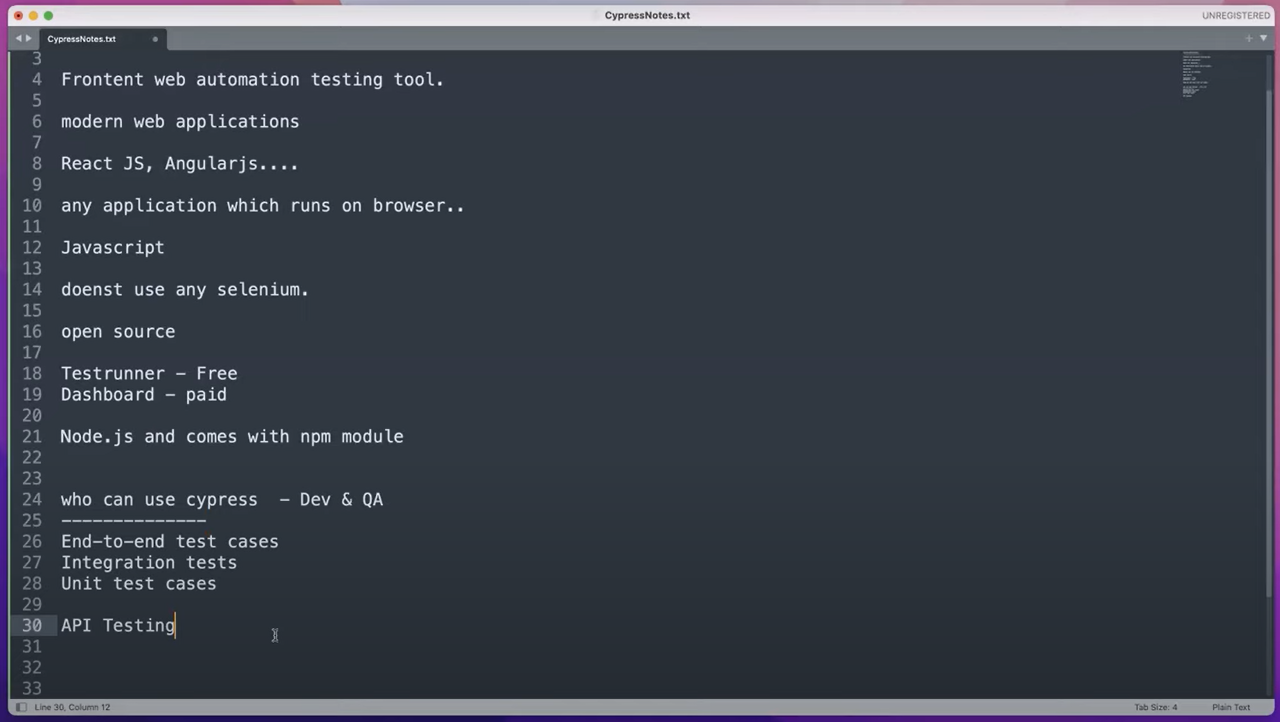 CypressNotes.txt
UNREGISTERED
CypressNotes.txt
3
4 Frontent web automation testing tool.
5
6 modern web applications
7
8 React JS, Angularjs....
9
10 any application which runs on browser..
11
12 Javascript
13
14 doenst use any selenium.
15
16 open source
17
18 Testrunner - Free
19 Dashboard - paid
20
21 Node.js and comes with npm module
22
23
24 who can use cypress - Dev & QA
25 --------------
26 End-to-end test cases
27 Integration tests
28 Unit test cases
29
30 API Testing
31
32
33
Line 30, Column 12
Tab Size: 4
Plain Text